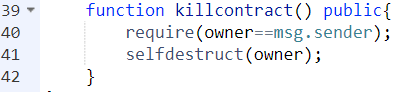 39 function killcontract() public{
40 require(owner==msg.sender);
41 selfdestruct(owner);
42 }